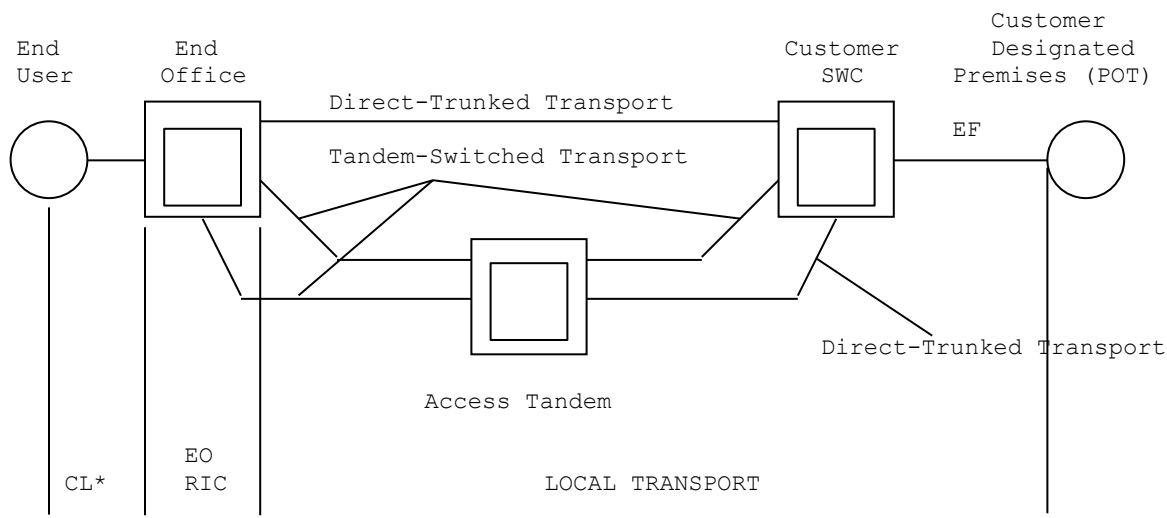 End
User
End
Office
Customer
SWC
Customer
Designated
Premises (POT)
Direct-Trunked Transport
EF
Tandem-Switched Transport
Direct-Trunked Transport
Access Tandem
CL*
EO
RIC
LOCAL TRANSPORT